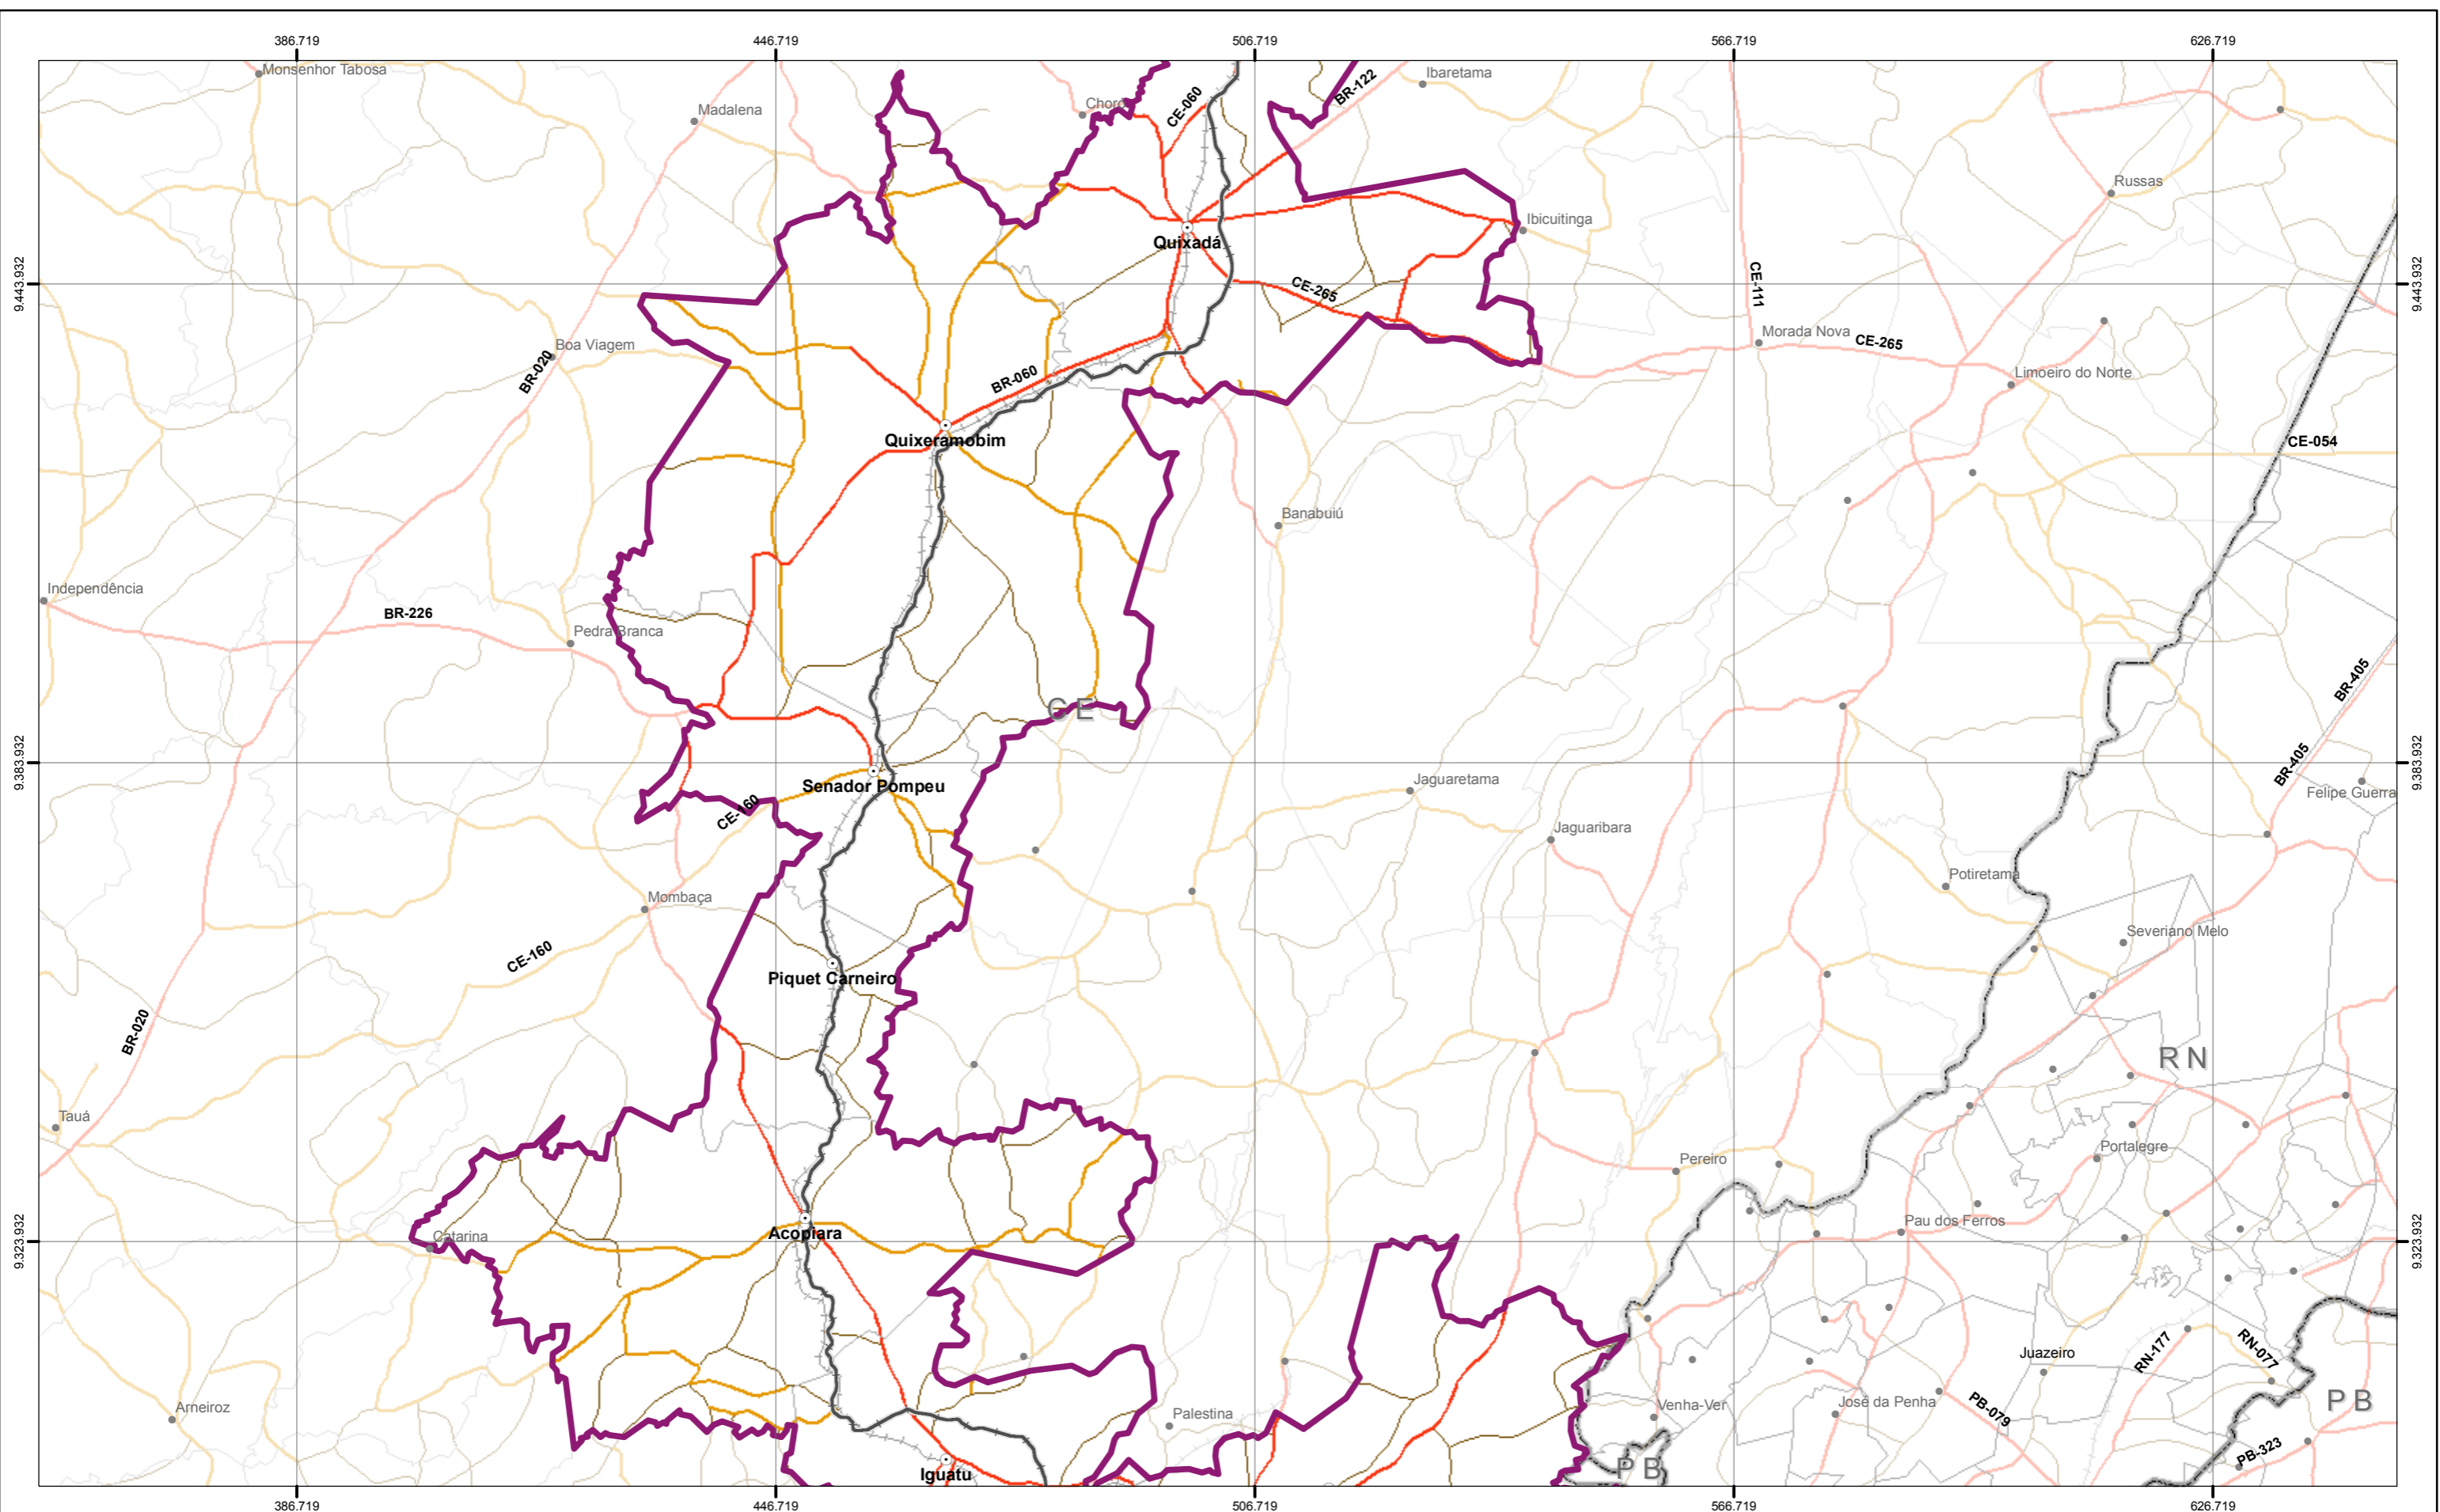 386.719
446.719
506.719
566.719
626.719
Monsenhor Tabosa
Madalena
Choró
CE-060
BR-122
Ibaretama
Russas
Quixadá
Ibicuitinga
9.443.932
CE-265
CE-111
9.443.932
Morada Nova
CE-265
Boa Viagem
BR-020
BR-060
Limoeiro do Norte
Quixeramobim
CE-054
Banabuiú
Independência
BR-226
Pedra Branca
BR-405
CE
9.383.932
Senador Pompeu
CE-160
Jaguaretama
BR-405
Felipe Guerra
9.383.932
Jaguaribara
Mombaça
Potiretama
CE-160
Severiano Melo
Piquet Carneiro
BR-020
RN
Tauá
Portalegre
Pereiro
9.323.932
Catarina
Acopiara
Pau dos Ferros
9.323.932
Juazeiro
RN-177
RN-077
Arneiroz
Palestina
Venha-Ver
José da Penha
PB-079
PB
PB-323
Iguatu
PB
386.719
446.719
506.719
566.719
626.719